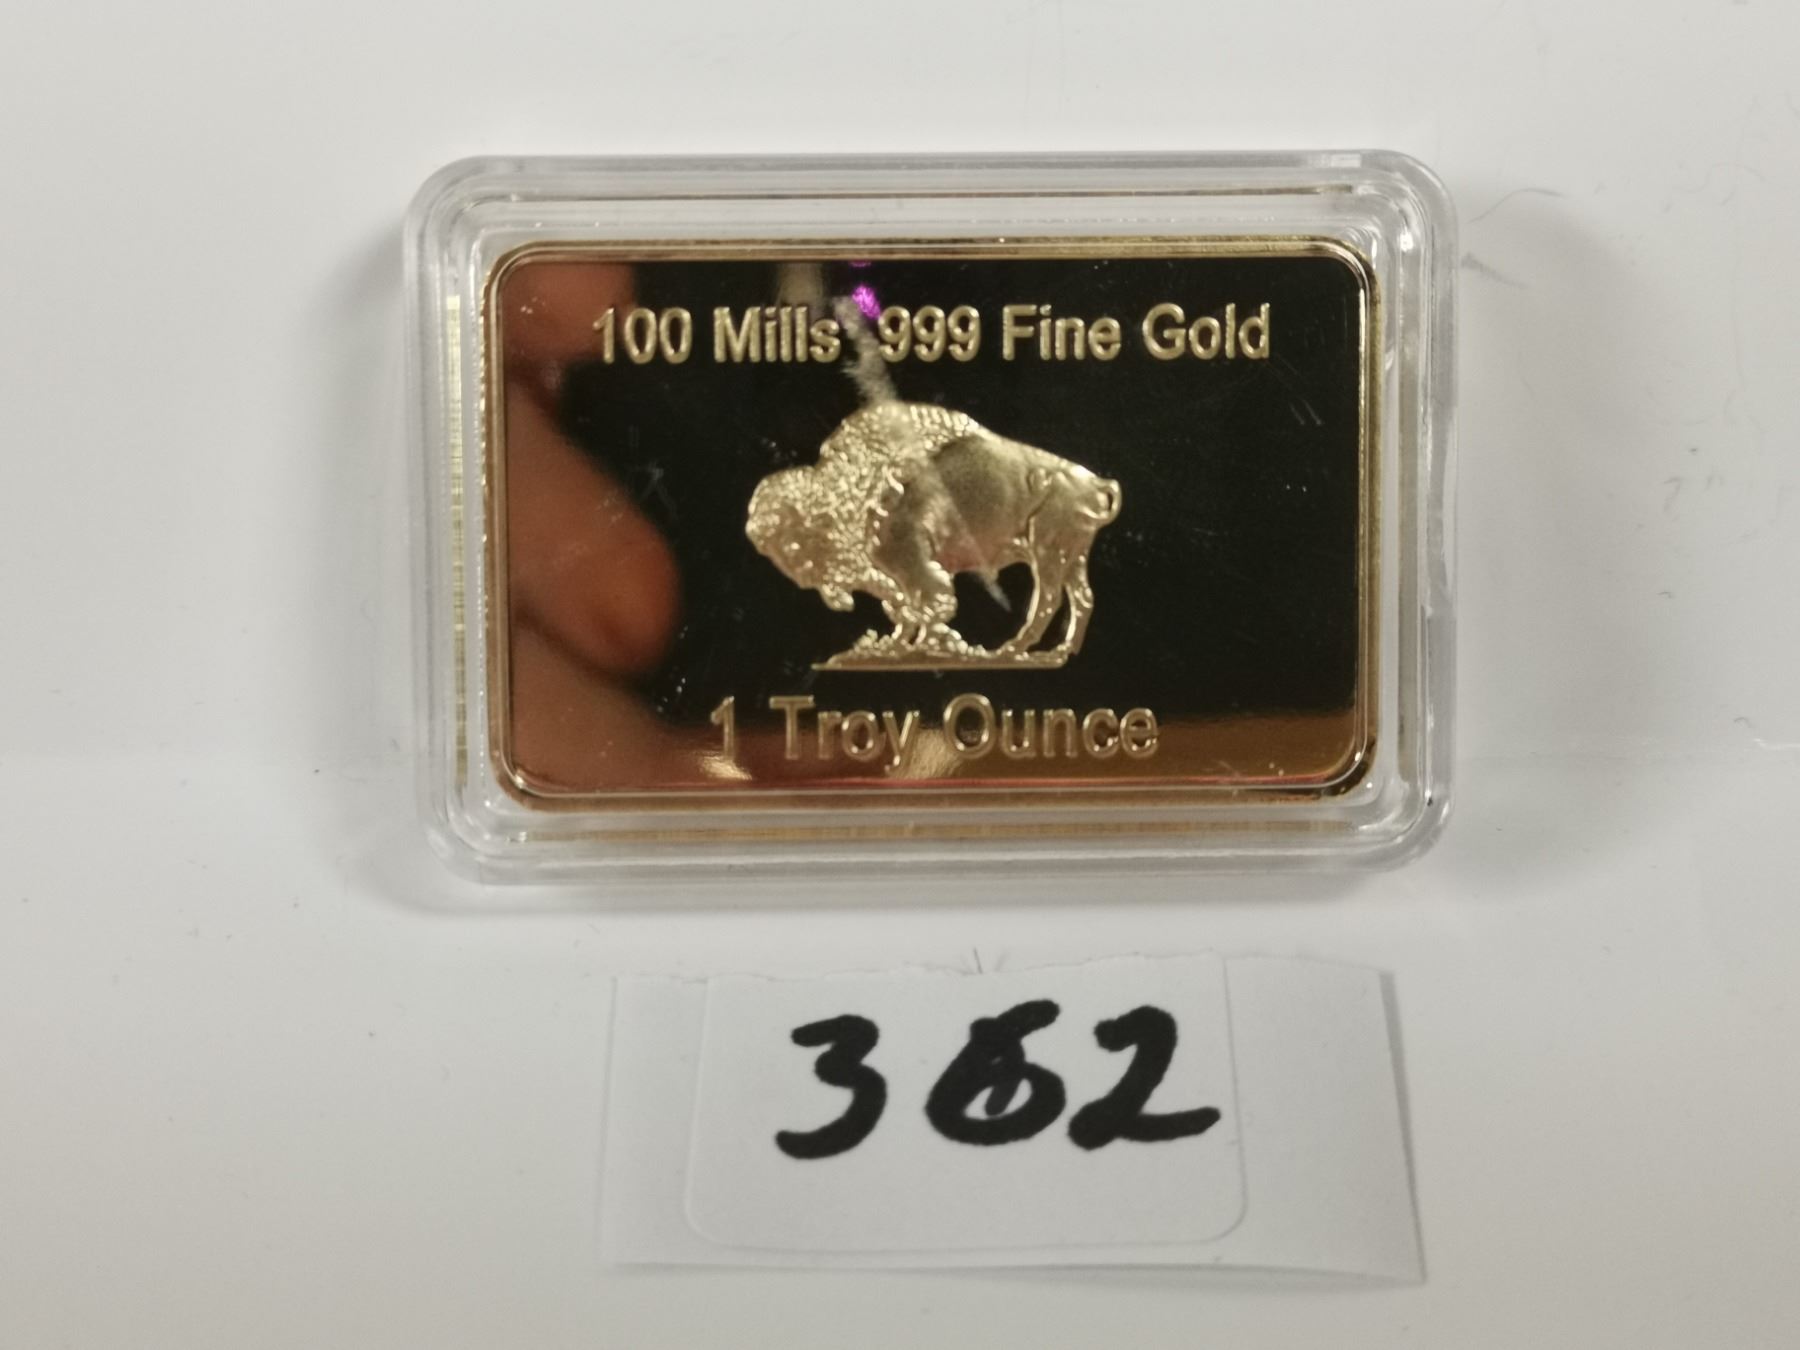 100 Mills .999 Fine Gold
1 Troy Ounce
362